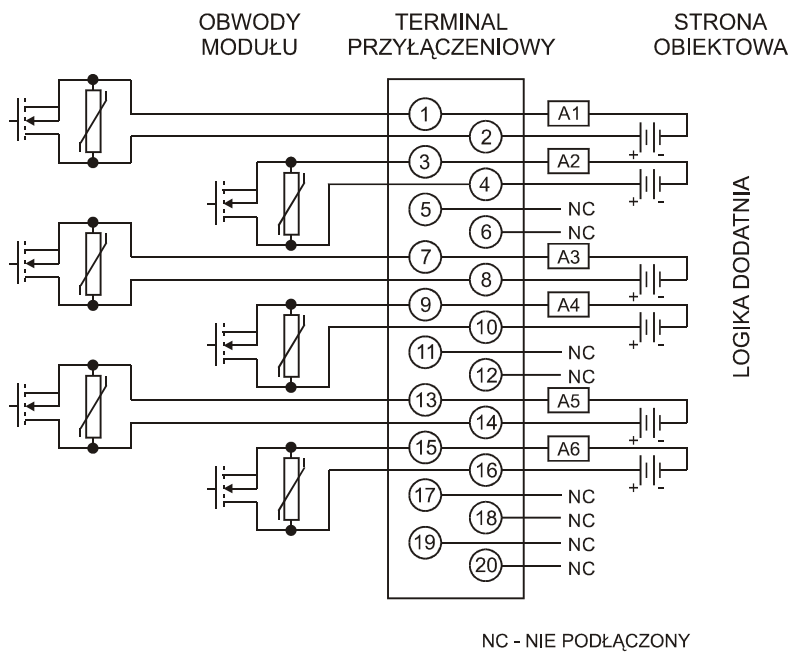 OBWODY
MODUŁU
TERMINAL
PRZYŁĄCZENIOWY
STRONA
OBIEKTOWA
1
A1
2
+ -
3
A2
4
+ -
5
NC
6
NC
7
A3
8
+ -
9
A4
10
+ -
11
NC
12
NC
13
A5
14
+ -
15
A6
16
+ -
17
NC
18
NC
19
NC
20
NC
LOGIKA DODATNIA
NC - NIE PODŁĄCZONY